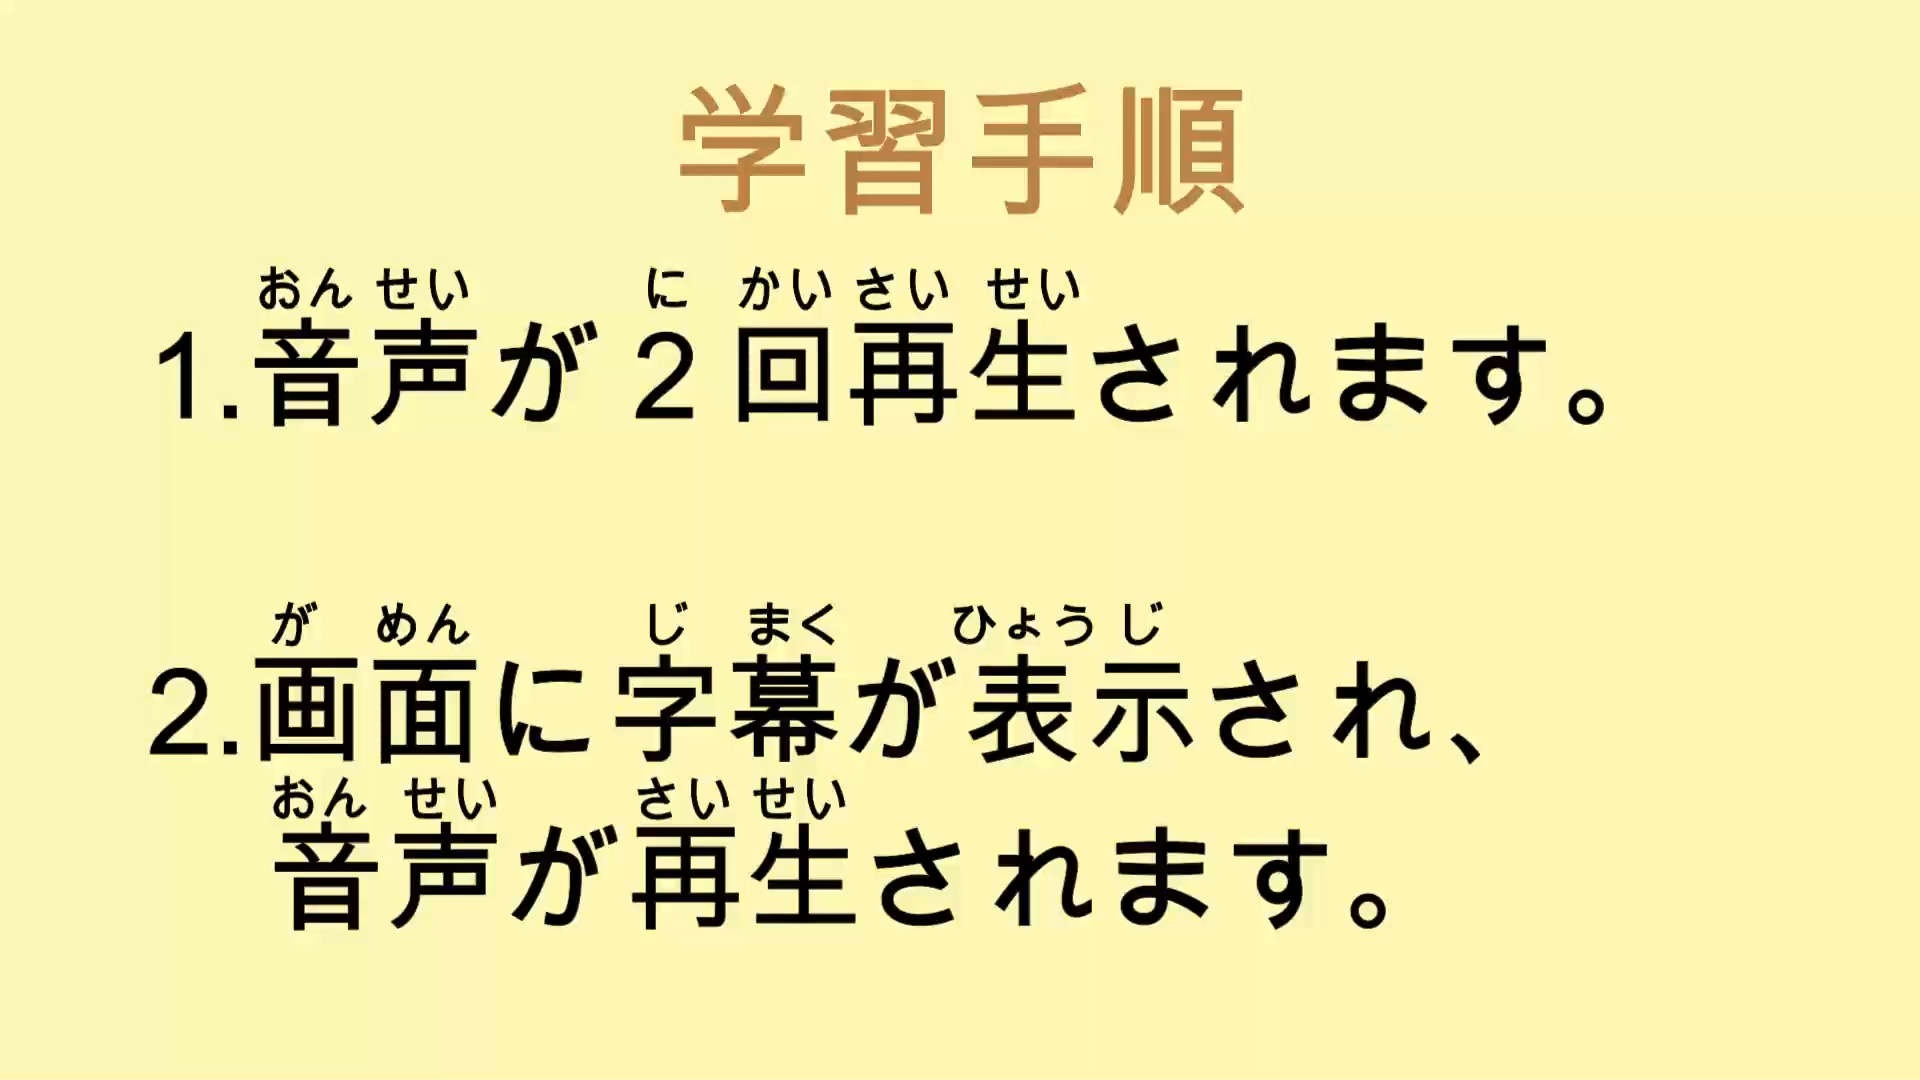 学習手順
おんせい に かいさいせい
1.音声が2回再生されます。
が めん じ まく ひょうじ
2.画面に字幕が表示され、
おん せい さいせい
音声が再生されます。